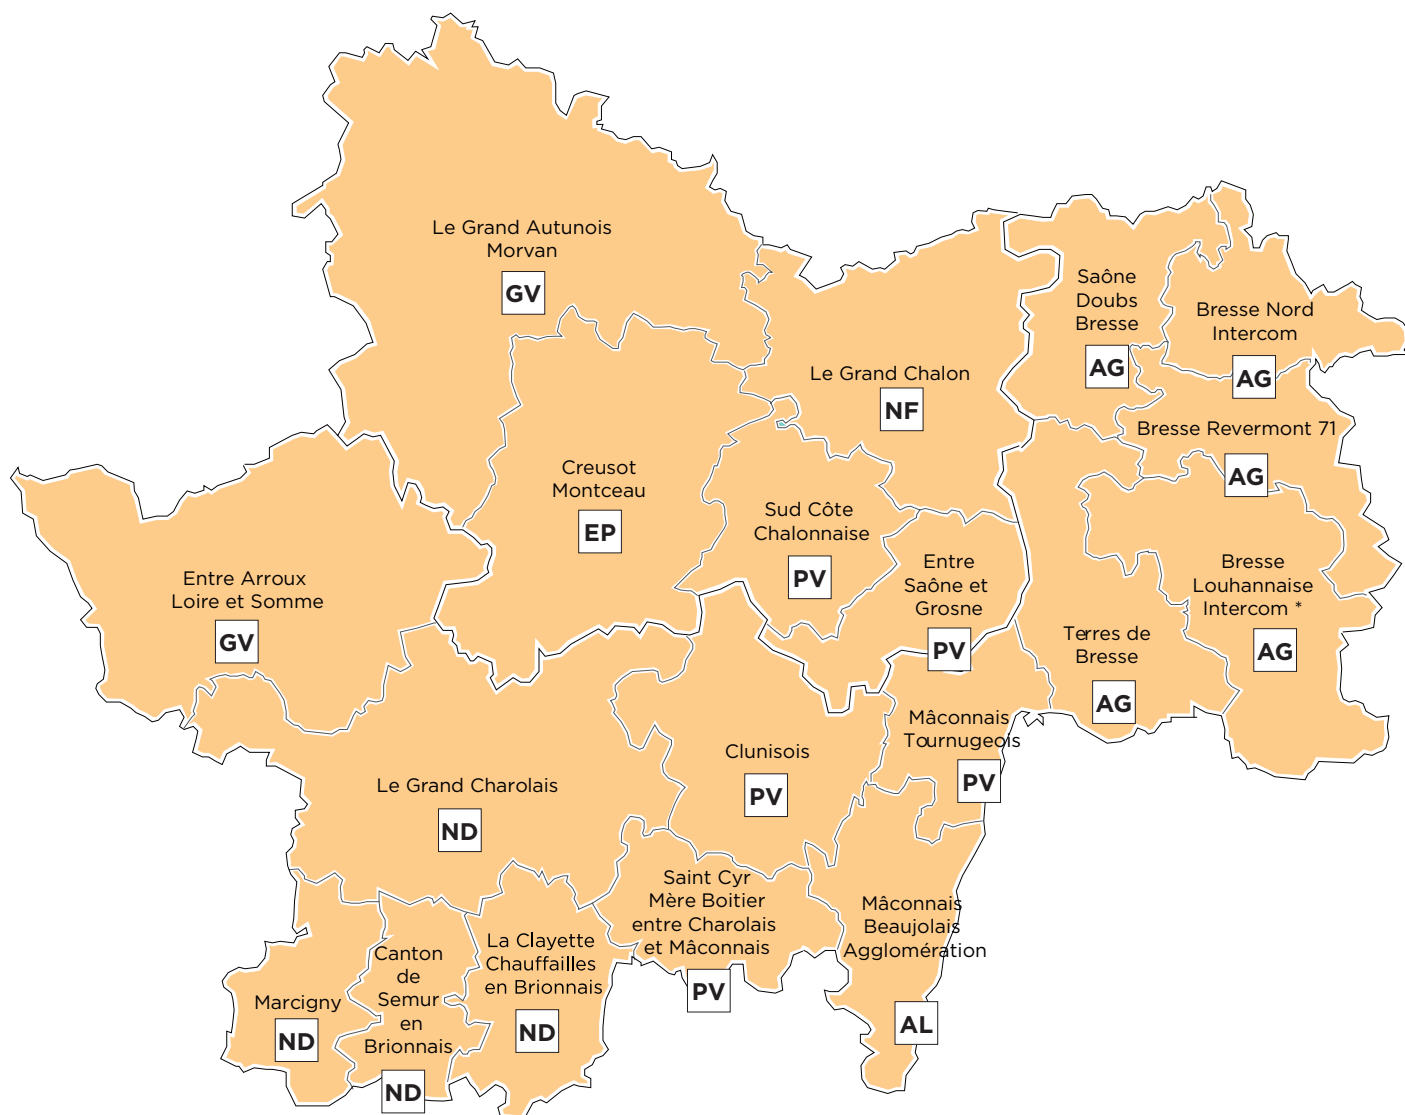 Le Grand Autunois
Morvan
GV
Saône
Doubs
Bresse
AG
Bresse Nord
Intercom
AG
Le Grand Chalon
NF
Bresse Revermont 71
AG
Creusot
Montceau
EP
Sud Côte
Chalonnaise
PV
Entre
Saône et
Grosne
PV
Bresse
Louhannaise
Intercom *
AG
Entre Arroux
Loire et Somme
GV
Terres de
Bresse
AG
Mâconnais
Tournugeois
PV
Clunisois
PV
Le Grand Charolais
ND
Saint Cyr
Mère Boitier
entre Charolais
et Mâconnais
PV
Mâconnais
Beaujolais
Agglomération
AL
La Clayette
Chauffailles
en Brionnais
ND
Canton
de
Semur
en
Brionnais
ND
Marcigny
ND